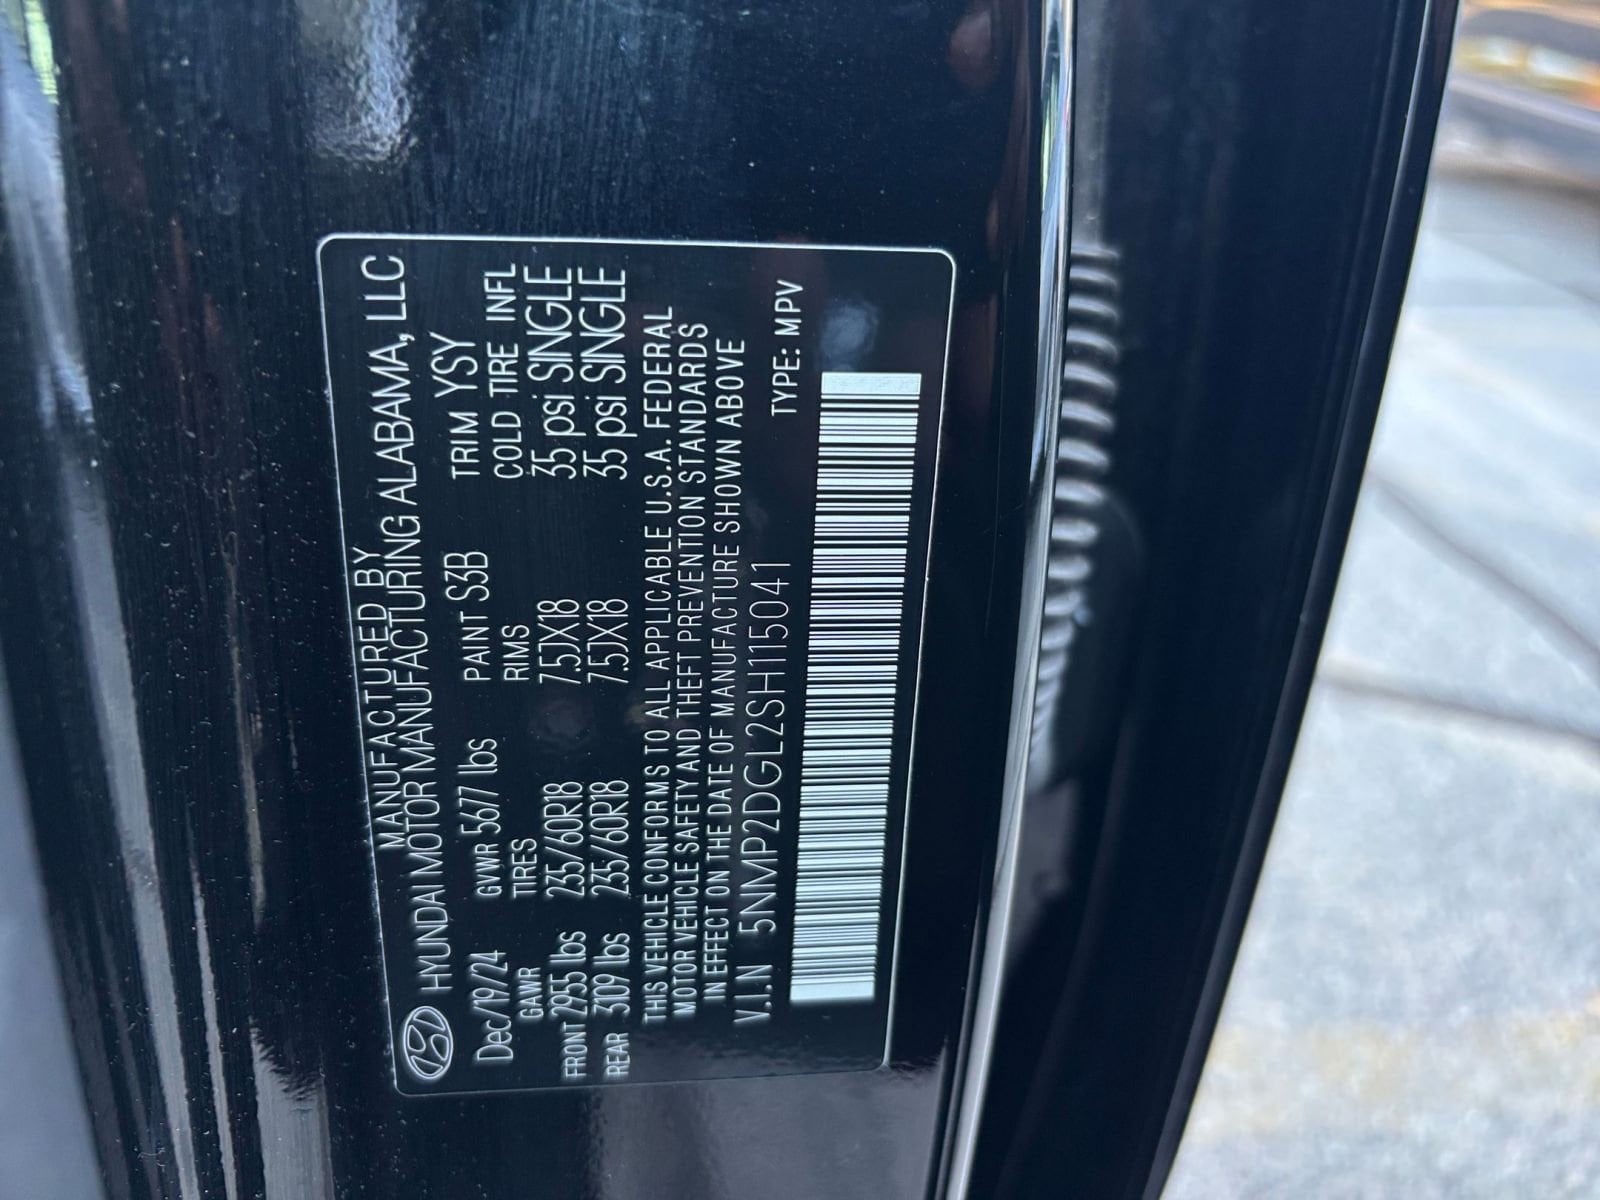 MANUFACTURED BY
HYUNDAI MOTOR MANUFACTURING ALABAMA, LLC
Dec/19/24 GVWR 5677 lbs PAINT S3B TRIM YSY
GAWR TIRES RIMS COLD TIRE INFL
FRONT 2955 lbs 235/60R18 7.5JX18 35 psi SINGLE
REAR 3109 lbs 235/60R18 7.5JX18 35 psi SINGLE
THIS VEHICLE CONFORMS TO ALL APPLICABLE U.S.A. FEDERAL
MOTOR VEHICLE SAFETY AND THEFT PREVENTION STANDARDS
IN EFFECT ON THE DATE OF MANUFACTURE SHOWN ABOVE
V.I.N 5NMP2DGL2SH115041 TYPE: MPV